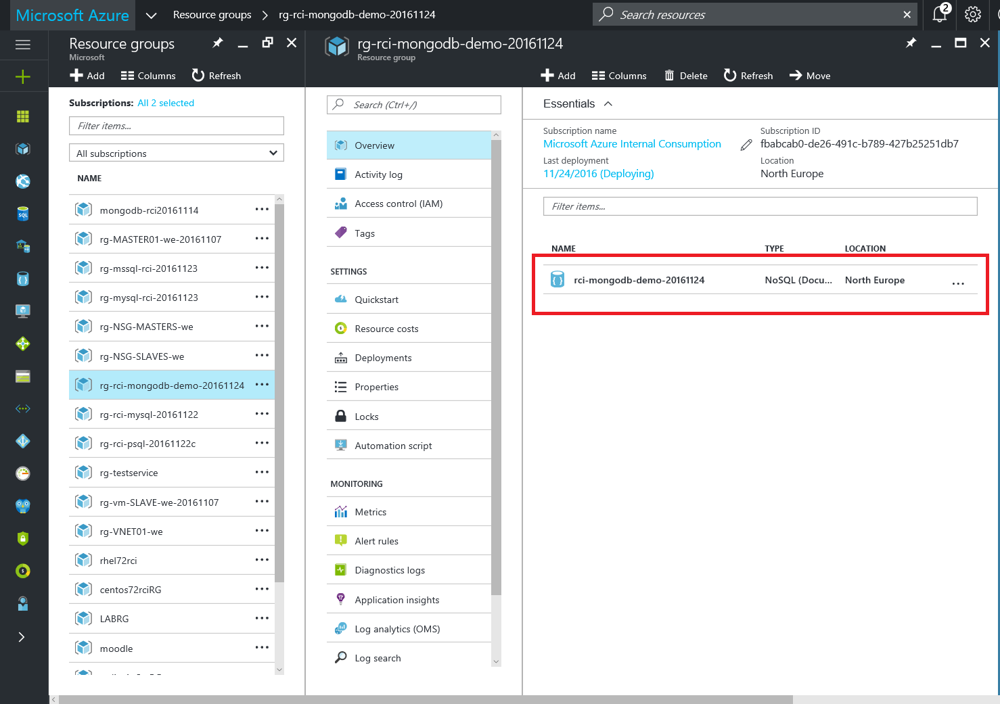 Microsoft Azure
Resource groups
rg-rci-mongodb-demo-20161124
Search resources
2
Resource groups
Microsoft
Add
Columns
Refresh
Subscriptions: All 2 selected
Filter items...
All subscriptions
NAME
mongodb-rci20161114
rg-MASTER01-we-20161107
rg-mssql-rci-20161123
rg-mysql-rci-20161123
rg-NSG-MASTERS-we
rg-NSG-SLAVES-we
rg-rci-mongodb-demo-20161124
rg-rci-mysql-20161122
rg-rci-psql-20161122c
rg-testservice
rg-vm-SLAVE-we-20161107
rg-VNET01-we
rhel72rci
centos72rciRG
LABRG
moodle
rg-rci-mongodb-demo-20161124
Resource group
Add
Columns
Delete
Refresh
Move
Search (Ctrl+/)
Overview
Activity log
Access control (IAM)
Tags
SETTINGS
Quickstart
Resource costs
Deployments
Properties
Locks
Automation script
MONITORING
Metrics
Alert rules
Diagnostics logs
Application insights
Log analytics (OMS)
Log search
Essentials
Subscription name
Microsoft Azure Internal Consumption
Subscription ID
fbabcab0-de26-491c-b789-427b25251db7
Last deployment
11/24/2016 (Deploying)
Location
North Europe
Filter items...
NAME TYPE LOCATION
rci-mongodb-demo-20161124 NoSQL (Docu... North Europe
SQL